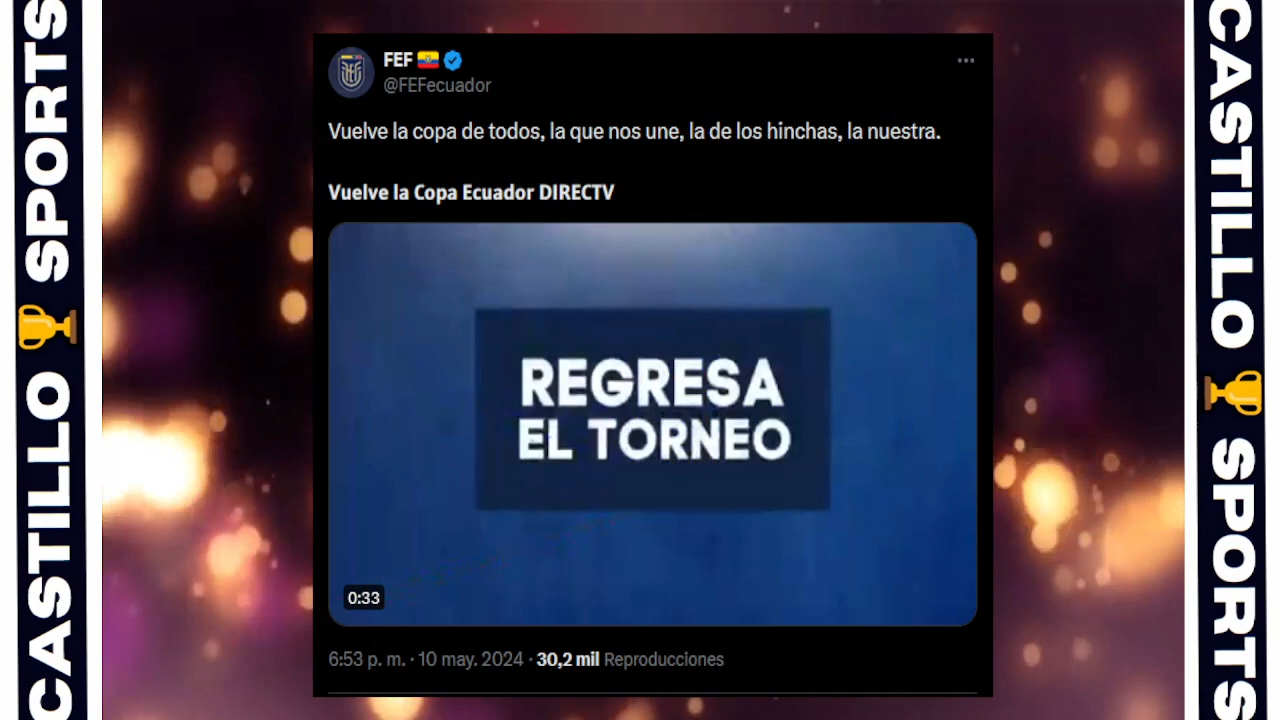 CASTILLO SPORTS
FEF
@FEFecuador
Vuelve la copa de todos, la que nos une, la de los hinchas, la nuestra.
Vuelve la Copa Ecuador DIRECTV
REGRESA
EL TORNEO
0:33
6:53 p. m. · 10 may. 2024 · 30,2 mil Reproducciones
CASTILLO SPORTS